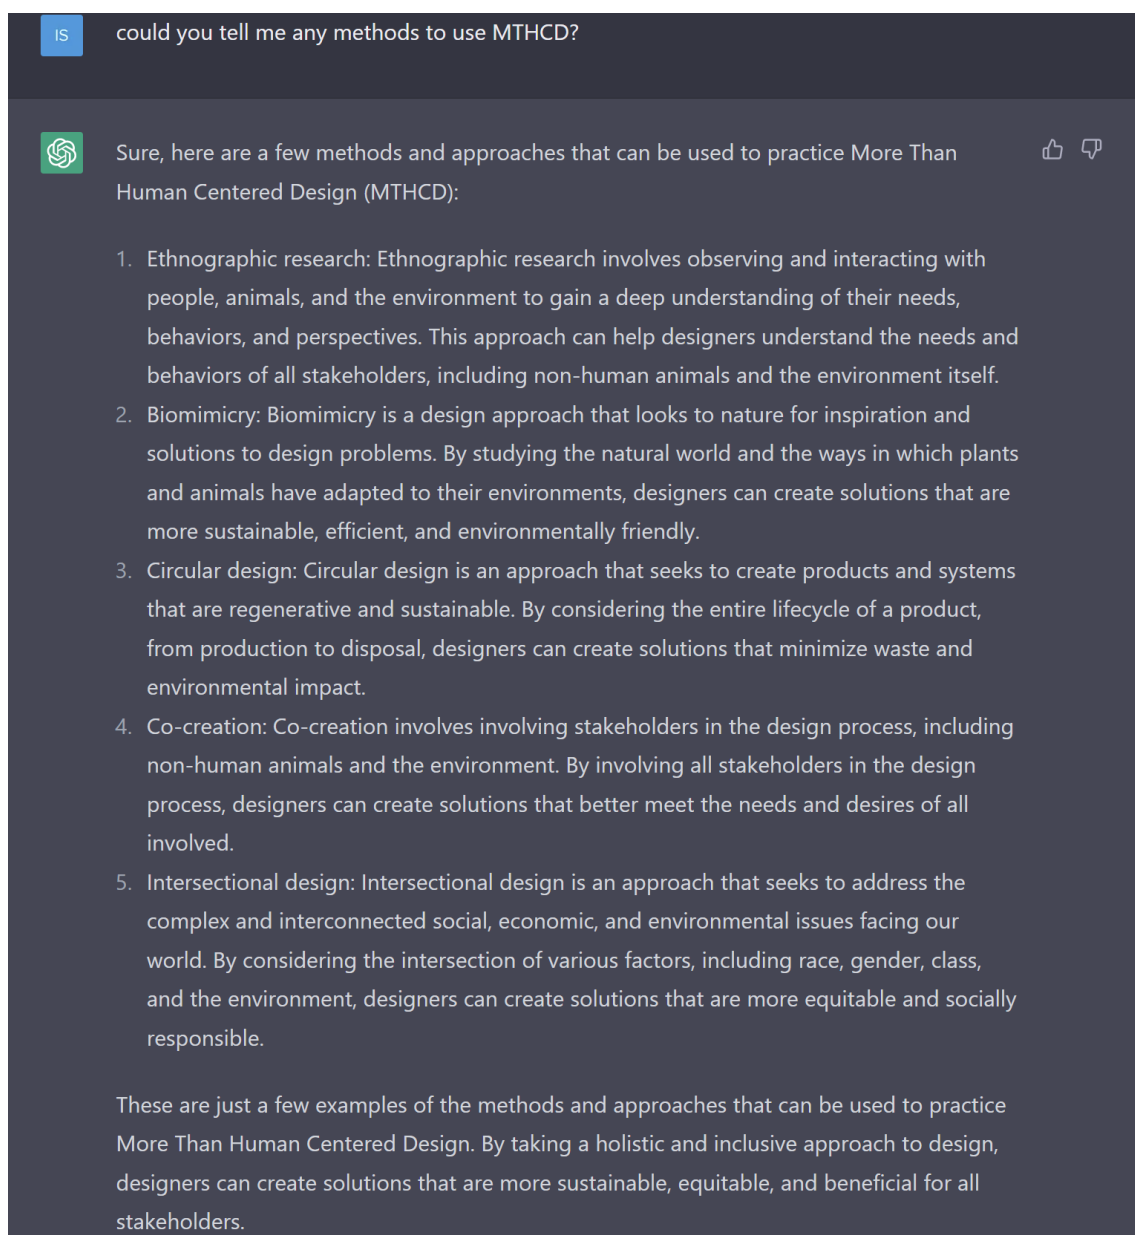 IS
could you tell me any methods to use MTHCD?
Sure, here are a few methods and approaches that can be used to practice More Than
Human Centered Design (MTHCD):
1. Ethnographic research: Ethnographic research involves observing and interacting with
people, animals, and the environment to gain a deep understanding of their needs,
behaviors, and perspectives. This approach can help designers understand the needs and
behaviors of all stakeholders, including non-human animals and the environment itself.
2. Biomimicry: Biomimicry is a design approach that looks to nature for inspiration and
solutions to design problems. By studying the natural world and the ways in which plants
and animals have adapted to their environments, designers can create solutions that are
more sustainable, efficient, and environmentally friendly.
3. Circular design: Circular design is an approach that seeks to create products and systems
that are regenerative and sustainable. By considering the entire lifecycle of a product,
from production to disposal, designers can create solutions that minimize waste and
environmental impact.
4. Co-creation: Co-creation involves involving stakeholders in the design process, including
non-human animals and the environment. By involving all stakeholders in the design
process, designers can create solutions that better meet the needs and desires of all
involved.
5. Intersectional design: Intersectional design is an approach that seeks to address the
complex and interconnected social, economic, and environmental issues facing our
world. By considering the intersection of various factors, including race, gender, class,
and the environment, designers can create solutions that are more equitable and socially
responsible.
These are just a few examples of the methods and approaches that can be used to practice
More Than Human Centered Design. By taking a holistic and inclusive approach to design,
designers can create solutions that are more sustainable, equitable, and beneficial for all
stakeholders.